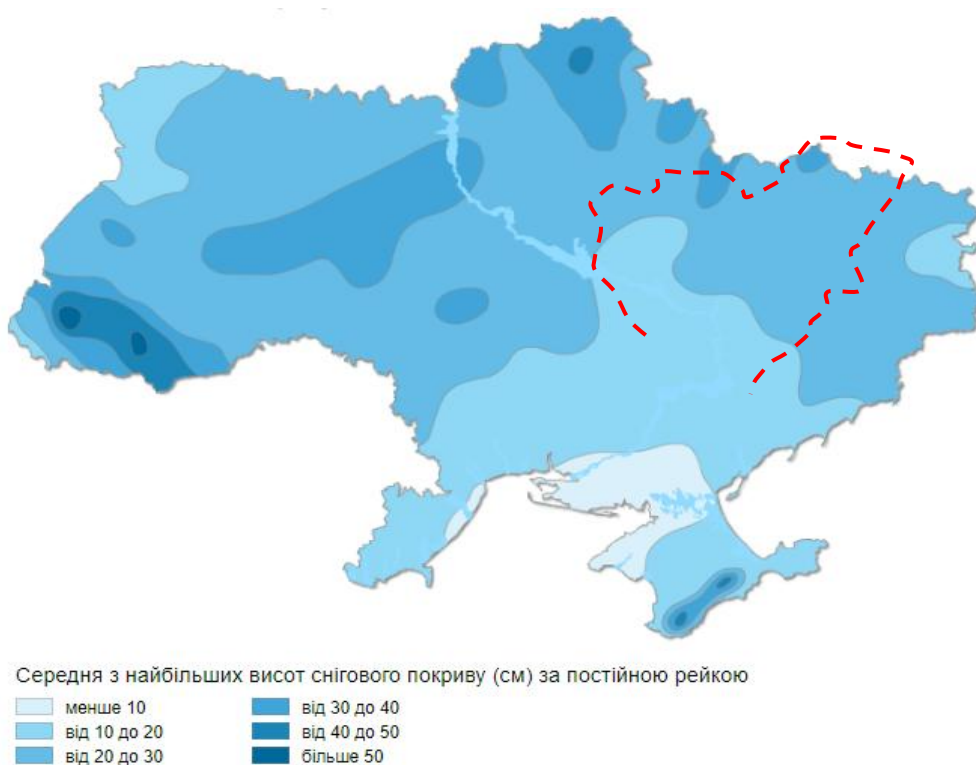 Середня з найбільших висот снігового покриву (см) за постійною рейкою
менше 10
від 10 до 20
від 20 до 30
від 30 до 40
від 40 до 50
більше 50